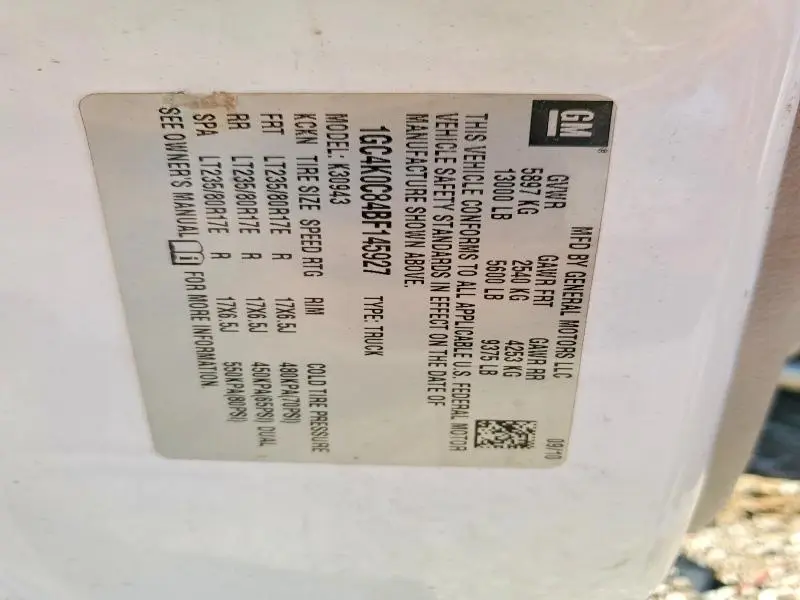 GM®
MFD BY GENERAL MOTORS LLC 09/10
GVWR GAWR FRT GAWR RR
5897 KG 2540 KG 4253 KG
13000 LB 5600 LB 9375 LB
THIS VEHICLE CONFORMS TO ALL APPLICABLE U.S. FEDERAL MOTOR
VEHICLE SAFETY STANDARDS IN EFFECT ON THE DATE OF
MANUFACTURE SHOWN ABOVE.
1GC4K0C84BF145927 TYPE: TRUCK
MODEL: K30943
KCKN TIRE SIZE SPEED RTG RIM COLD TIRE PRESSURE
FRT LT235/80R17E R 17X6.5J 480KPA(70PSI)
RR LT235/80R17E R 17X6.5J 450KPA(65PSI) DUAL
SPA LT235/80R17E R 17X6.5J 550KPA(80PSI)
SEE OWNER'S MANUAL FOR MORE INFORMATION.